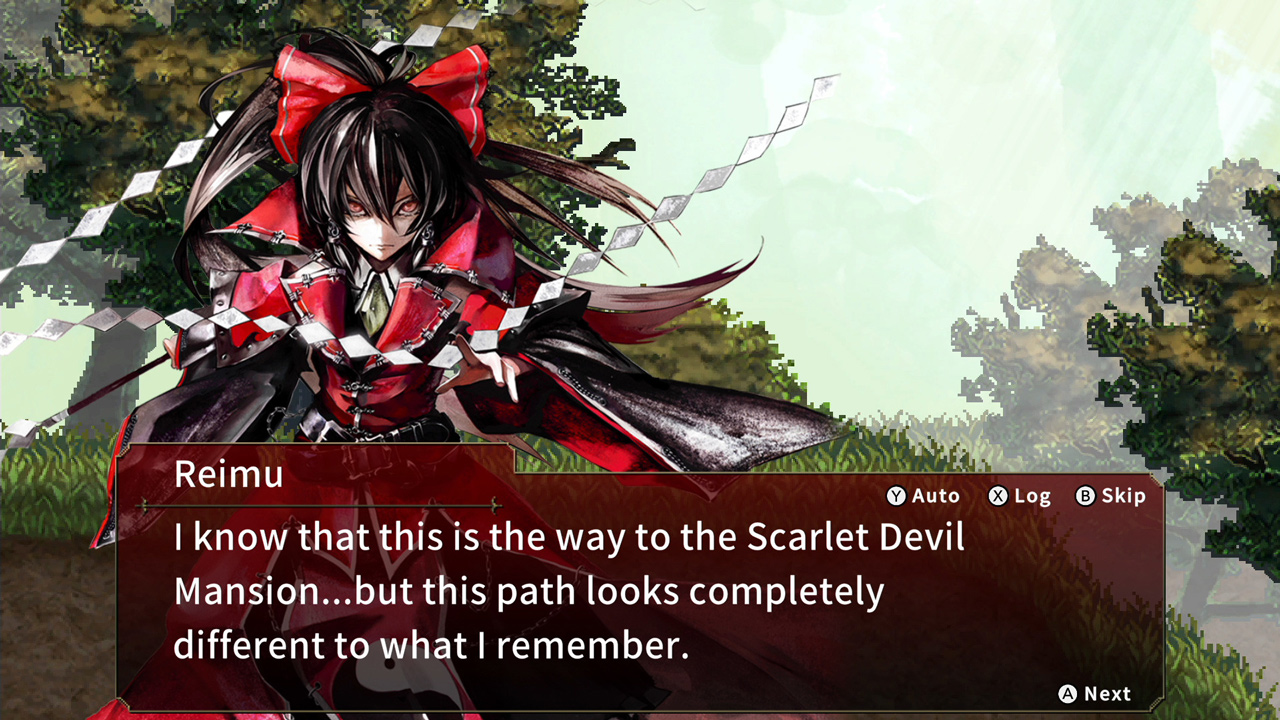 Reimu
Y Auto X Log B Skip
I know that this is the way to the Scarlet Devil
Mansion...but this path looks completely
different to what I remember.
A Next